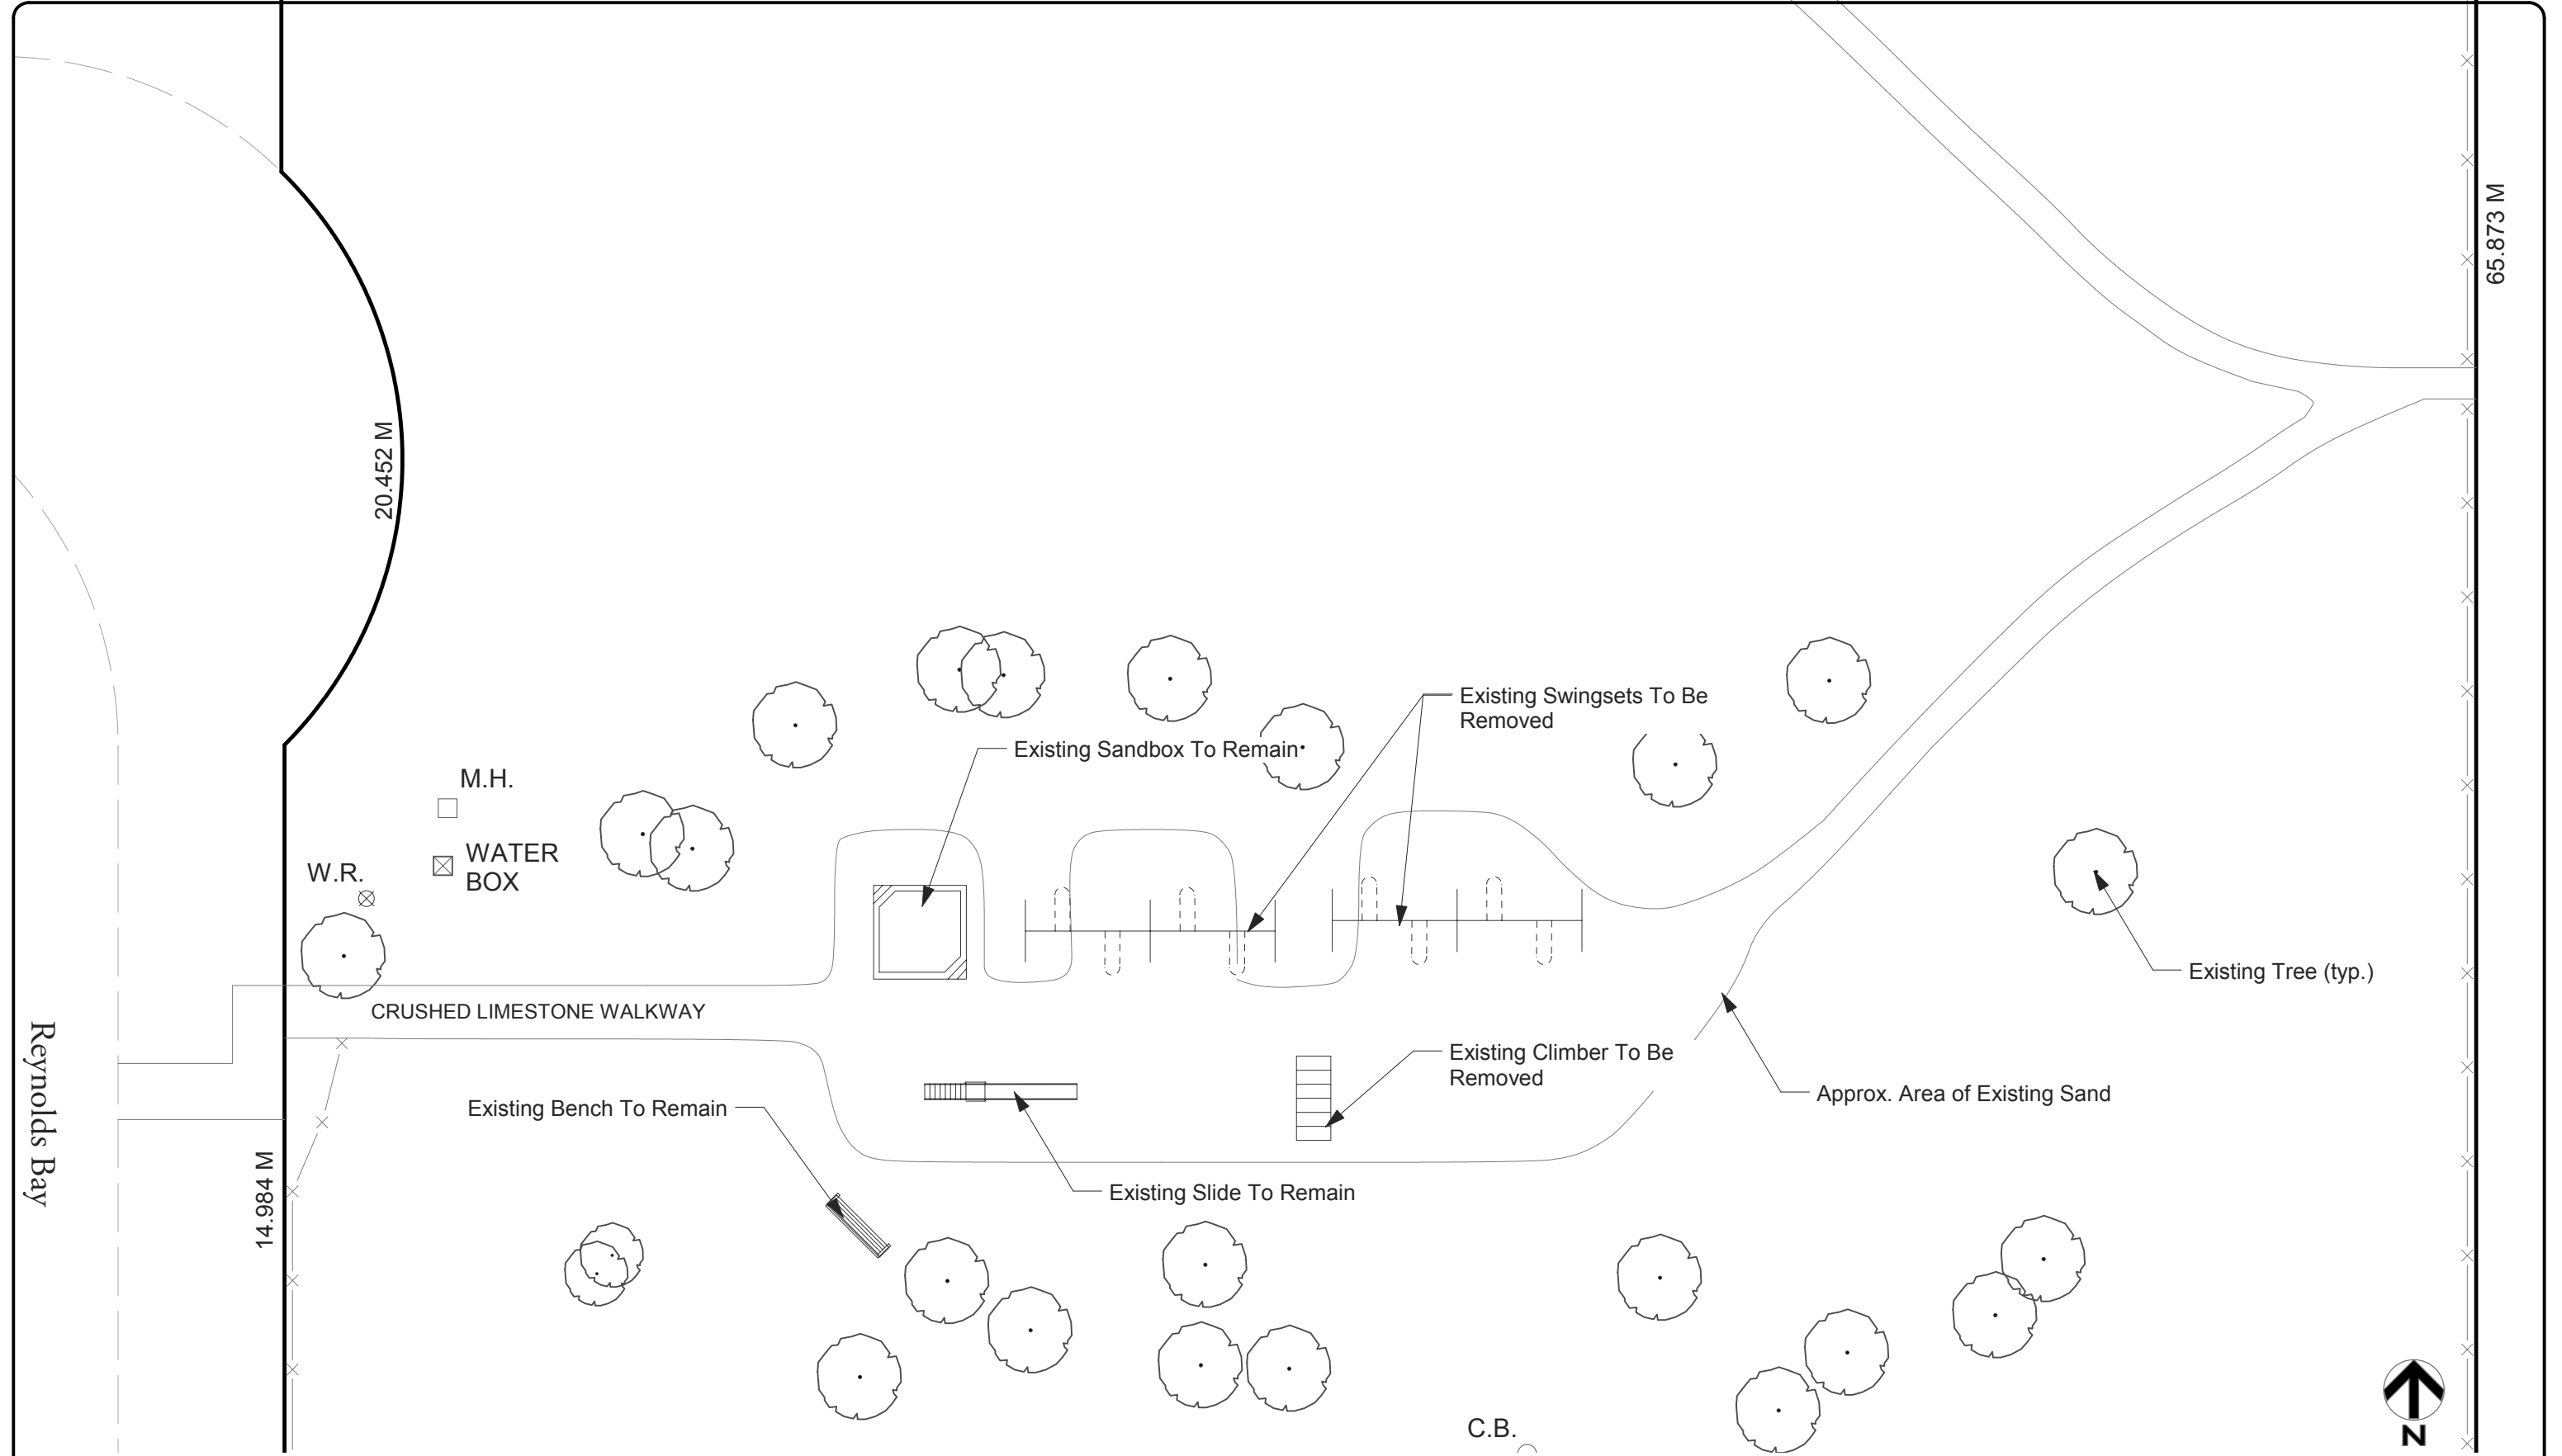 65.873 M
20.452 M
Existing Swingsets To Be
Removed
Existing Sandbox To Remain
M.H.
WATER
BOX
W.R.
Existing Tree (typ.)
CRUSHED LIMESTONE WALKWAY
Existing Climber To Be
Removed
Approx. Area of Existing Sand
Existing Bench To Remain
Reynolds Bay
14.984 M
Existing Slide To Remain
C.B.
N